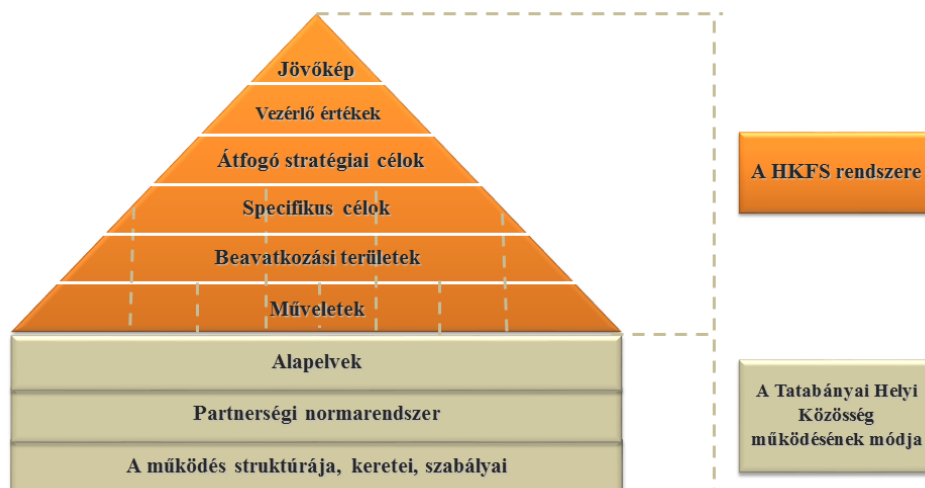 Jövőkép
Vezérlő értékek
Átfogó stratégiai célok
Specifikus célok
Beavatkozási területek
Műveletek
Alapelvek
Partnerségi normarendszer
A működés struktúrája, keretei, szabályai
A HKFS rendszere
A Tatabányai Helyi
Közösség
működésének módja